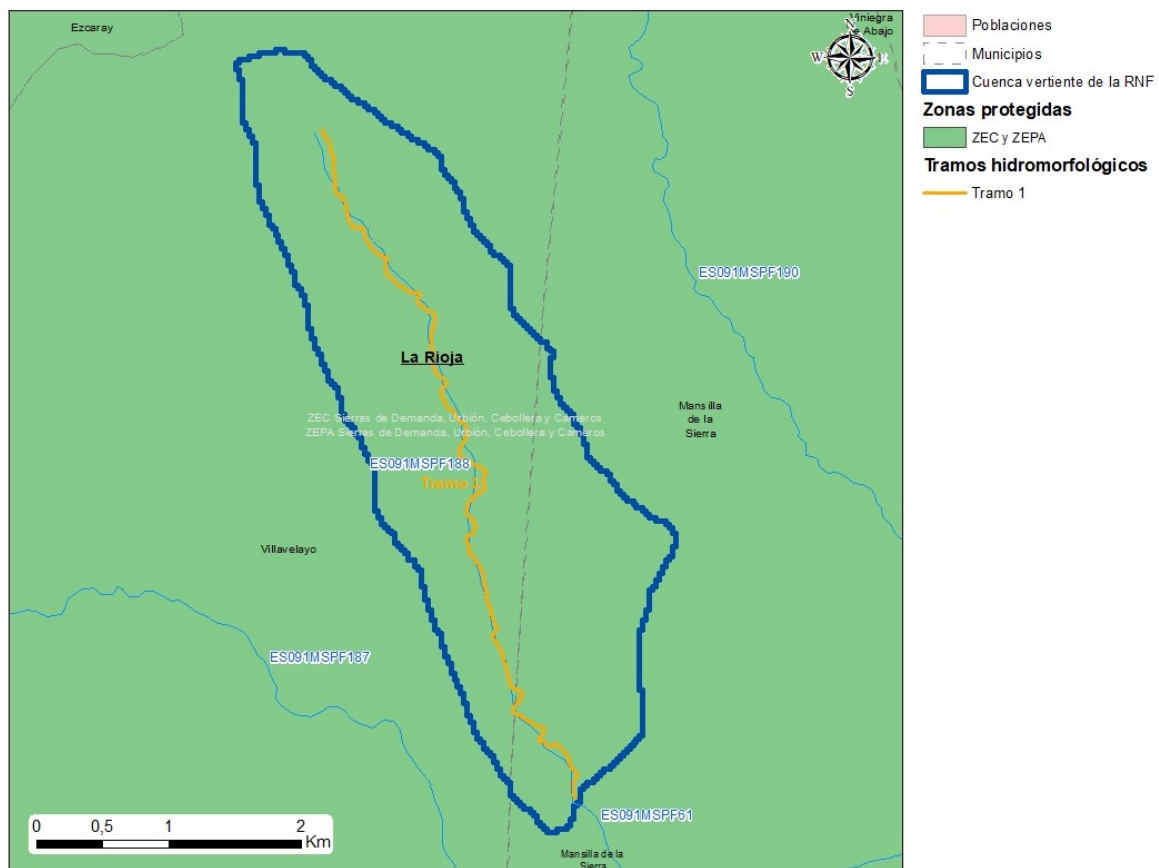 Ezcaray
Viniegra
de Abajo
N
W
E
S
ES091MSPF190
La Rioja
Mansilla
de la
Sierra
ZEC Sierras de Demanda, Urbión, Cebollera y Cameros
ZEPA Sierras de Demanda, Urbión, Cebollera y Cameros
ES091MSPF188
Tramo 1
Villavelayo
ES091MSPF187
ES091MSPF61
Mansilla de la
Sierra
0 0,5 1 2
Km
Poblaciones
Municipios
Cuenca vertiente de la RNF
Zonas protegidas
ZEC y ZEPA
Tramos hidromorfológicos
Tramo 1